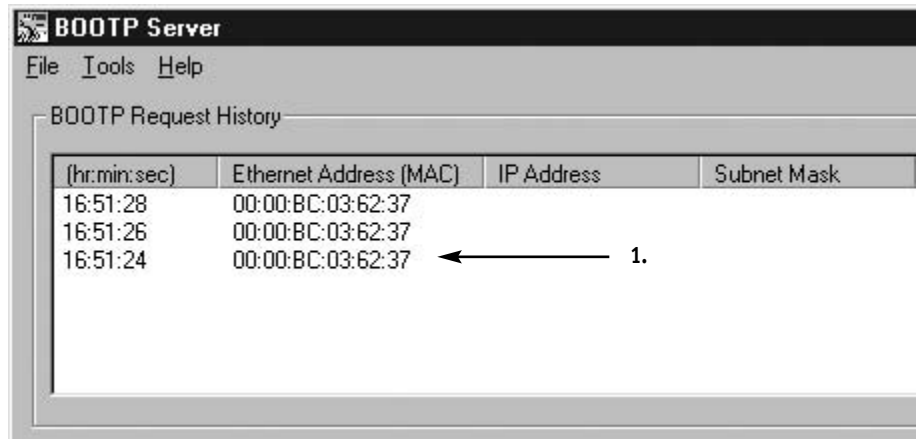 BOOTP Server
File Tools Help
BOOTP Request History
(hr:min:sec) Ethernet Address (MAC) IP Address Subnet Mask
16:51:28 00:00:BC:03:62:37
16:51:26 00:00:BC:03:62:37
16:51:24 00:00:BC:03:62:37 1.